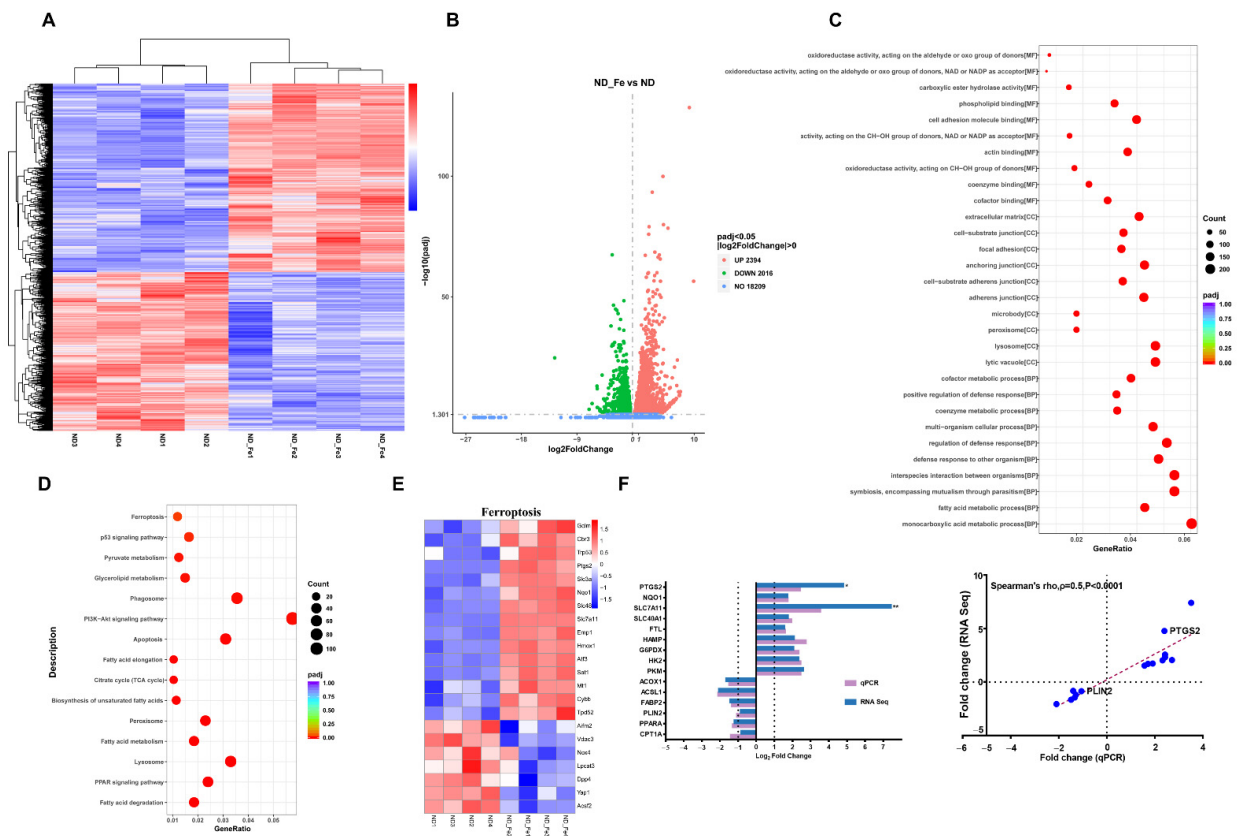 A
ND3
ND4
ND1
ND2
ND_Fe1
ND_Fe2
ND_Fe3
ND_Fe4
B
ND_Fe vs ND
-log10(padj)
100
50
1.301
-27
-18
-9
0
1
10
log2FoldChange
padj<0.05
|log2FoldChange|>0
UP 2394
DOWN 2016
NO 18209
C
oxidoreductase activity, acting on the aldehyde or oxo group of donors[MF]
oxidoreductase activity, acting on the aldehyde or oxo group of donors, NAD or NADP as acceptor[MF]
carboxylic ester hydrolase activity[MF]
phospholipid binding[MF]
cell adhesion molecule binding[MF]
activity, acting on the CH−OH group of donors, NAD or NADP as acceptor[MF]
actin binding[MF]
oxidoreductase activity, acting on CH−OH group of donors[MF]
coenzyme binding[MF]
cofactor binding[MF]
extracellular matrix[CC]
cell−substrate junction[CC]
focal adhesion[CC]
anchoring junction[CC]
cell−substrate adherens junction[CC]
adherens junction[CC]
microbody[CC]
peroxisome[CC]
lysosome[CC]
lytic vacuole[CC]
cofactor metabolic process[BP]
positive regulation of defense response[BP]
coenzyme metabolic process[BP]
multi−organism cellular process[BP]
regulation of defense response[BP]
defense response to other organism[BP]
interspecies interaction between organisms[BP]
symbiosis, encompassing mutualism through parasitism[BP]
fatty acid metabolic process[BP]
monocarboxylic acid metabolic process[BP]
0.02
0.04
0.06
GeneRatio
Count
50
100
150
200
padj
1.00
0.75
0.50
0.25
0.00
D
Description
Ferroptosis
p53 signaling pathway
Pyruvate metabolism
Glycerolipid metabolism
Phagosome
PI3K−Akt signaling pathway
Apoptosis
Fatty acid elongation
Citrate cycle (TCA cycle)
Biosynthesis of unsaturated fatty acids
Peroxisome
Fatty acid metabolism
Lysosome
PPAR signaling pathway
Fatty acid degradation
0.01
0.02
0.03
0.04
0.05
GeneRatio
Count
20
40
60
80
100
padj
1.00
0.75
0.50
0.25
0.00
E
Ferroptosis
Gclm
Cbr3
Trp53
Ptgs2
Nqo1
Slc7a11
Emp1
Hmox1
Atf3
Sat1
Mt1
Cybb
Tpd52
Vdac3
Nox4
Lpcat3
Dpp4
Yap1
Acsf2
1.5
1
0.5
0
−0.5
−1
−1.5
ND1
ND3
ND2
ND4
F
PTGS2
NQO1
SLC7A11
SLC40A1
FTL
HAMP
G6PDX
HK2
PKM
ACOX1
ACSL1
FABP2
PLIN2
PPARA
CPT1A
*
**
qPCR
RNA Seq
-5
-4
-3
-2
-1
0
1
2
3
4
5
6
7
Log2 Fold Change
Spearman's rho,ρ=0.5,P<0.0001
PTGS2
PLIN2
Fold change (RNA Seq)
10
5
0
-5
-6
-4
-2
0
2
4
Fold change (qPCR)